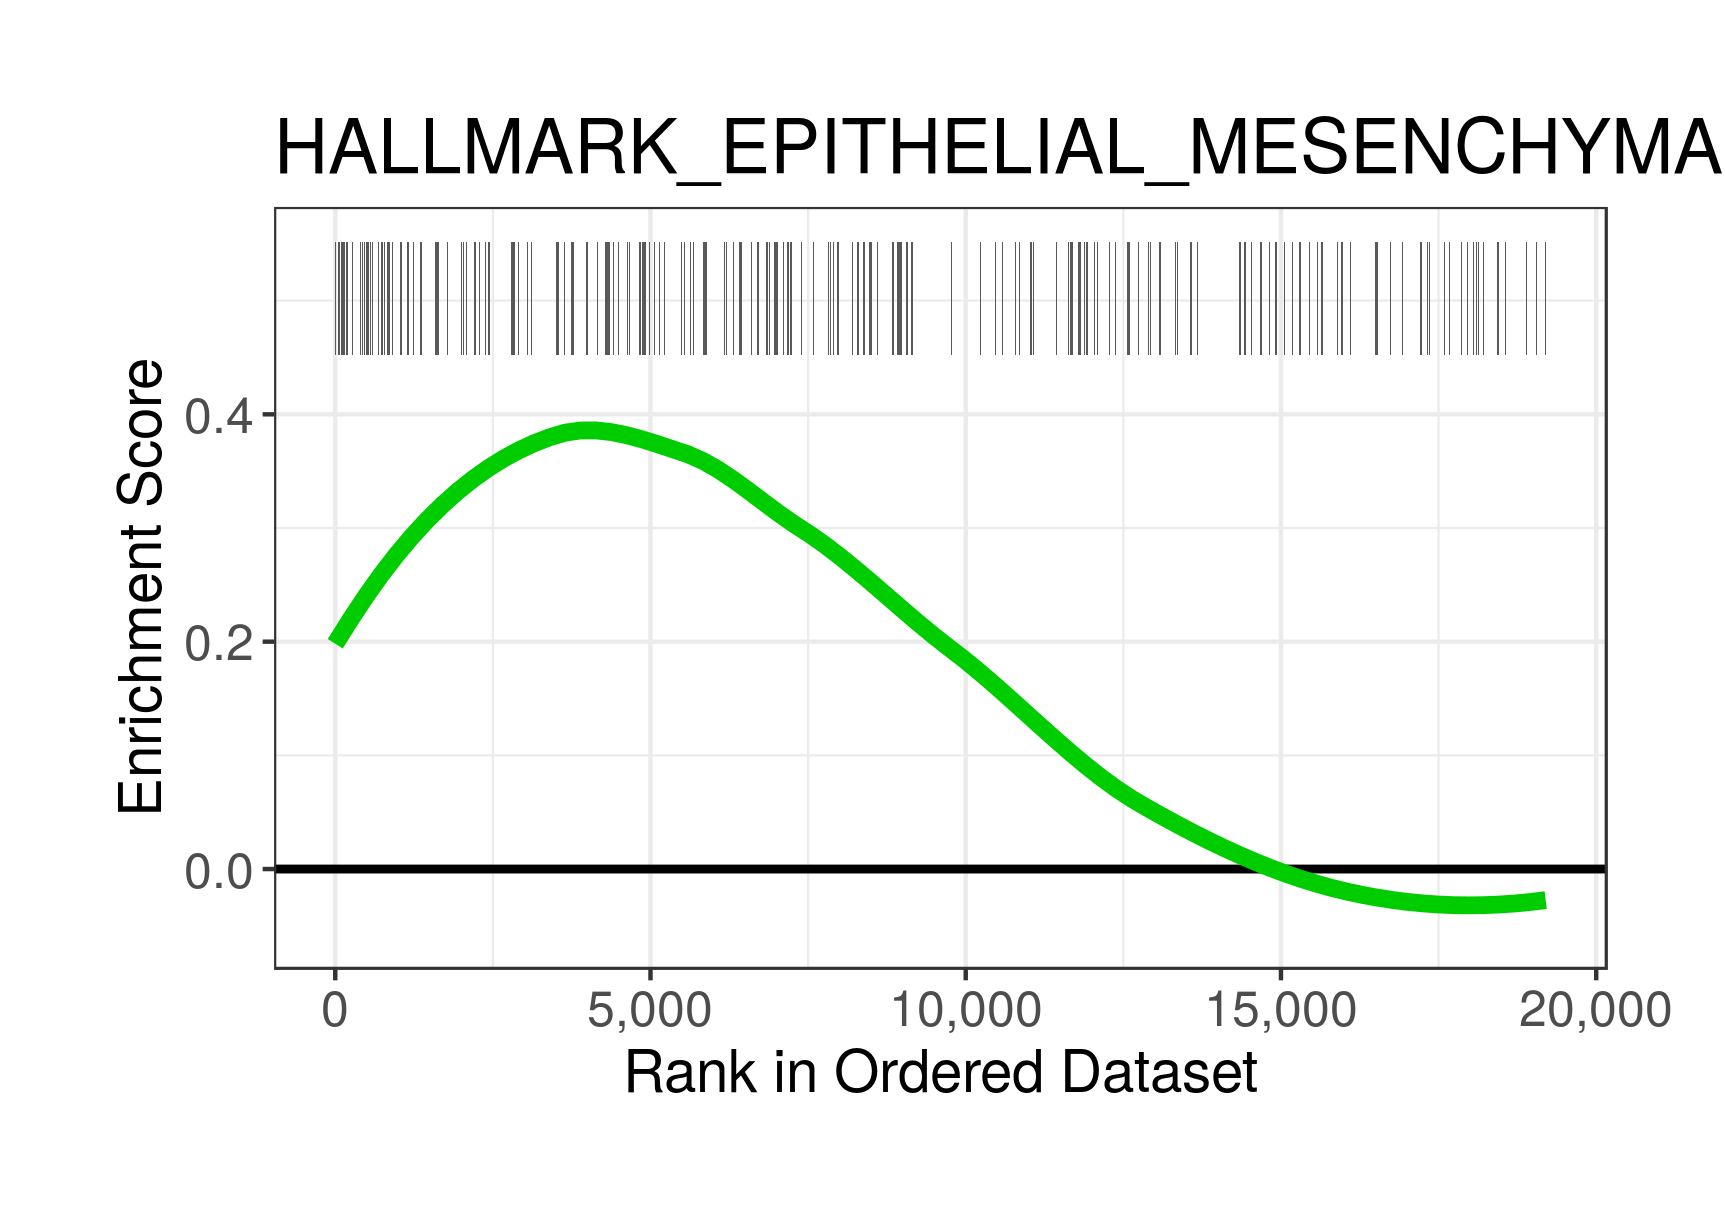 HALLMARK_EPITHELIAL_MESENCHYMA
Enrichment Score
0.4
0.2
0.0
0 5,000 10,000 15,000 20,000
Rank in Ordered Dataset